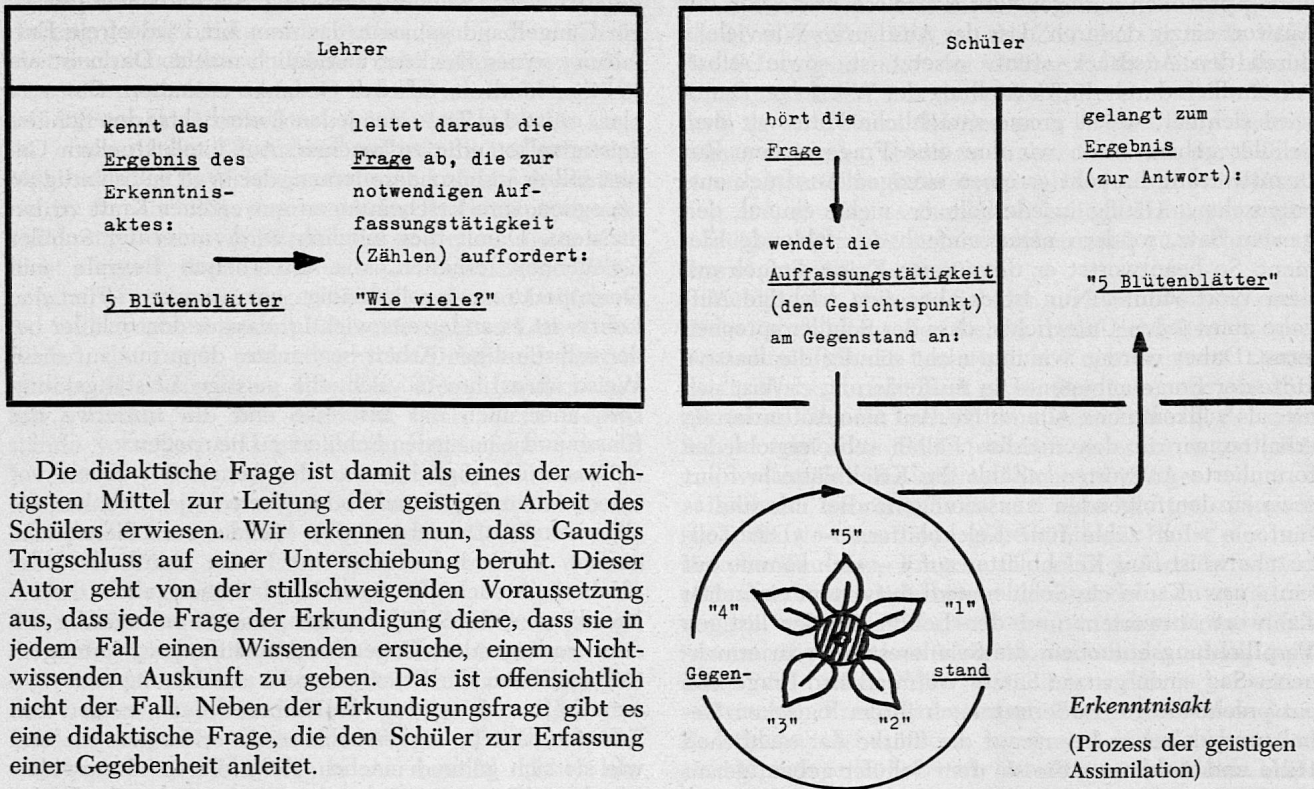 Lehrer
kennt das
Ergebnis des
Erkenntnis-
aktes:
5 Blütenblätter
leitet daraus die
Frage ab, die zur
notwendigen Auf-
fassungstätigkeit
(Zählen) auffordert:
"Wie viele?"
Schüler
hört die
Frage
wendet die
Auffassungstätigkeit
(den Gesichtspunkt)
am Gegenstand an:
gelangt zum
Ergebnis
(zur Antwort):
"5 Blütenblätter"
Die didaktische Frage ist damit als eines der wich-
tigsten Mittel zur Leitung der geistigen Arbeit des
Schülers erwiesen. Wir erkennen nun, dass Gaudigs
Trugschluss auf einer Unterschiebung beruht. Dieser
Autor geht von der stillschweigenden Voraussetzung
aus, dass jede Frage der Erkundigung diene, dass sie in
jedem Fall einen Wissenden ersuche, einem Nicht-
wissenden Auskunft zu geben. Das ist offensichtlich
nicht der Fall. Neben der Erkundigungsfrage gibt es
eine didaktische Frage, die den Schüler zur Erfassung
einer Gegebenheit anleitet.
"5"
"4" "1"
Gegen- stand
"3" "2"
Erkenntnisakt
(Prozess der geistigen
Assimilation)